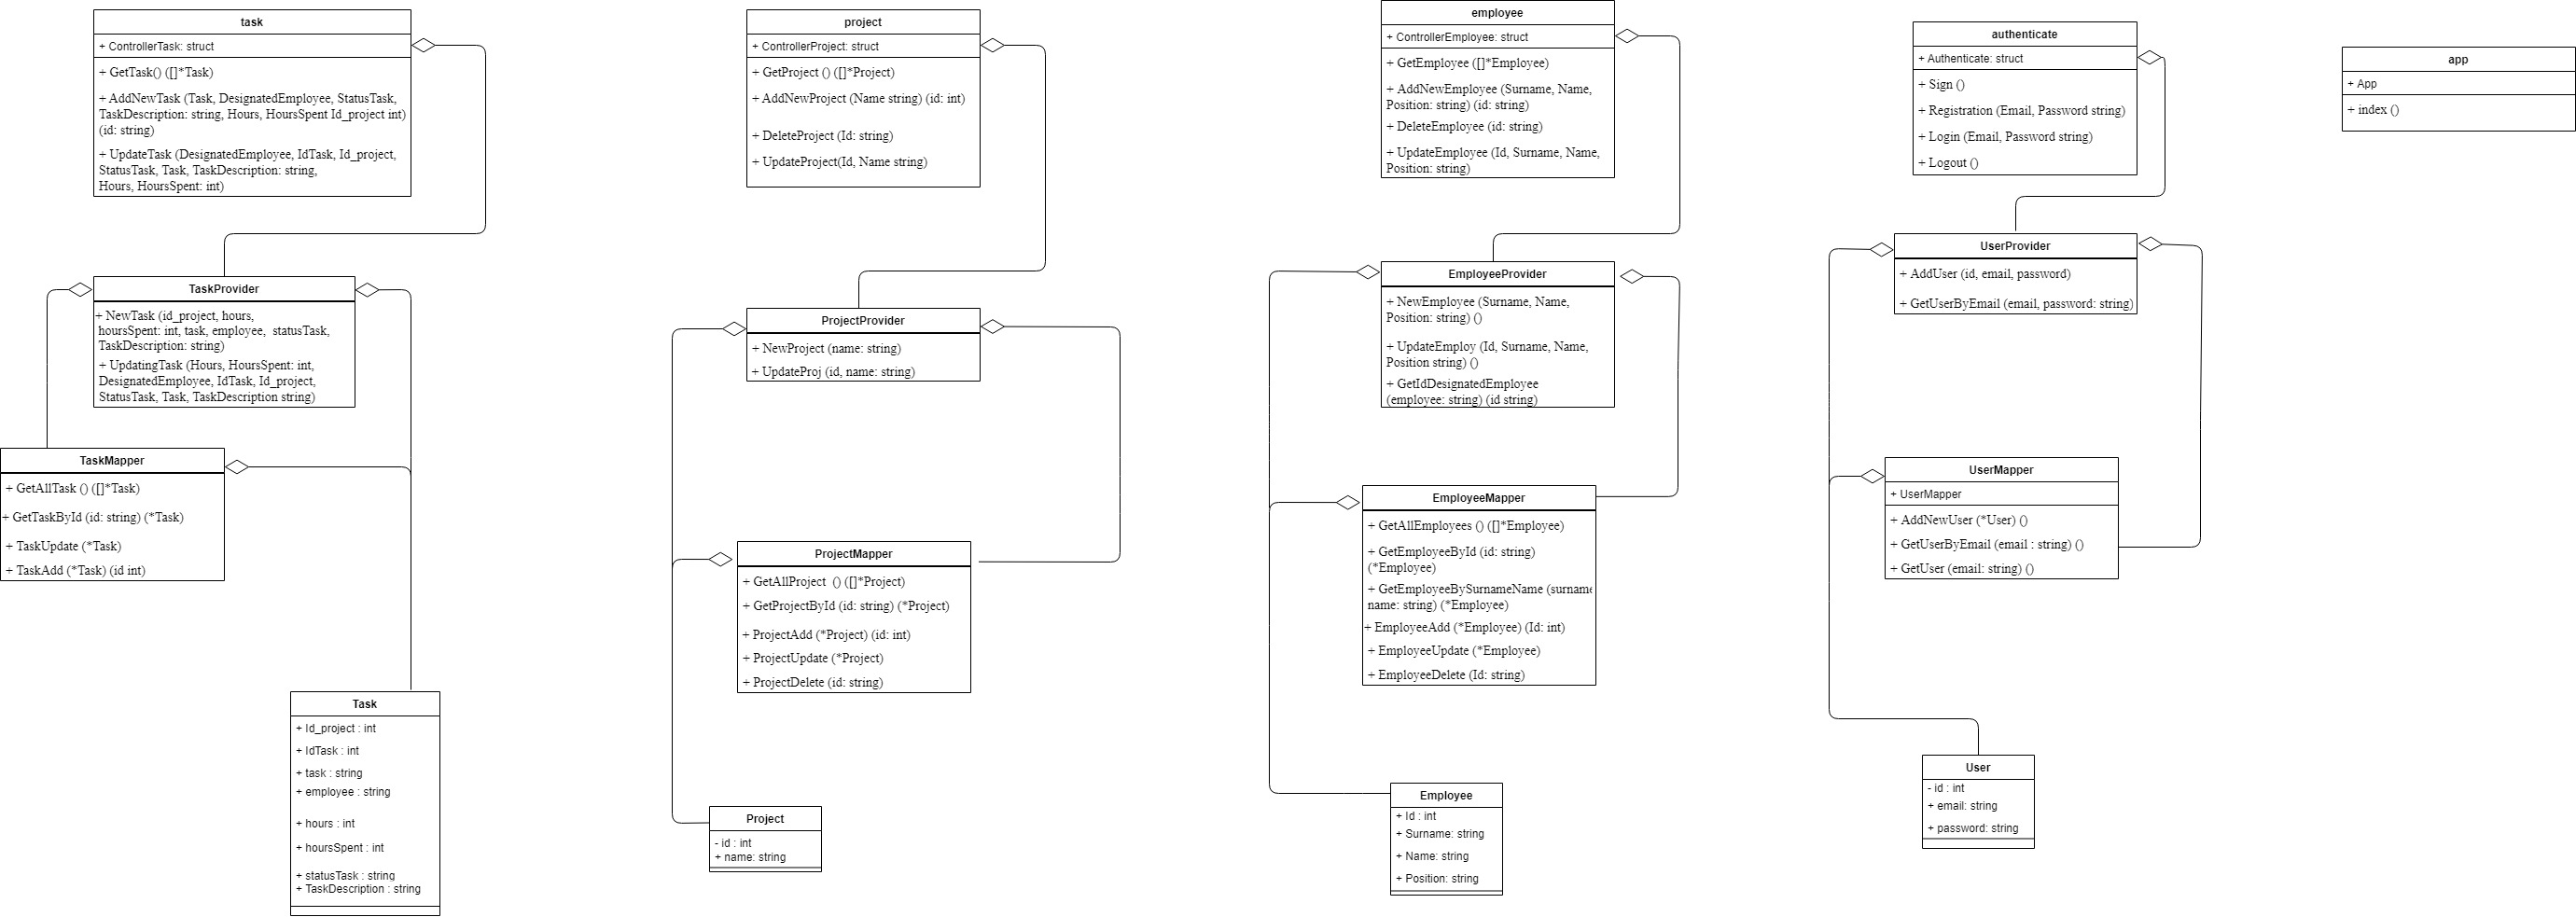 task
+ ControllerTask: struct
+ GetTask() ([]*Task)
+ AddNewTask (Task, DesignatedEmployee, StatusTask,
TaskDescription: string, Hours, HoursSpent Id_project int)
(id: string)
+ UpdateTask (DesignatedEmployee, IdTask, Id_project,
StatusTask, Task, TaskDescription: string,
Hours, HoursSpent: int)
TaskProvider
+ NewTask (id_project, hours,
hoursSpent: int, task, employee,  statusTask,
TaskDescription: string)
+ UpdatingTask (Hours, HoursSpent: int,
DesignatedEmployee, IdTask, Id_project,
StatusTask, Task, TaskDescription string)
TaskMapper
+ GetAllTask () ([]*Task)
+ GetTaskById (id: string) (*Task)
+ TaskUpdate (*Task)
+ TaskAdd (*Task) (id int)
Task
+ Id_project : int
+ IdTask : int
+ task : string
+ employee : string
+ hours : int
+ hoursSpent : int
+ statusTask : string
+ TaskDescription : string
project
+ ControllerProject: struct
+ GetProject () ([]*Project)
+ AddNewProject (Name string) (id: int)
+ DeleteProject (Id: string)
+ UpdateProject(Id, Name string)
ProjectProvider
+ NewProject (name: string)
+ UpdateProj (id, name: string)
ProjectMapper
+ GetAllProject  () ([]*Project)
+ GetProjectById (id: string) (*Project)
+ ProjectAdd (*Project) (id: int)
+ ProjectUpdate (*Project)
+ ProjectDelete (id: string)
Project
- id : int
+ name: string
employee
+ ControllerEmployee: struct
+ GetEmployee ([]*Employee)
+ AddNewEmployee (Surname, Name,
Position: string) (id: string)
+ DeleteEmployee (id: string)
+ UpdateEmployee (Id, Surname, Name,
Position: string)
EmployeeProvider
+ NewEmployee (Surname, Name,
Position: string) ()
+ UpdateEmploy (Id, Surname, Name,
Position string) ()
+ GetIdDesignatedEmployee
(employee: string) (id string)
EmployeeMapper
+ GetAllEmployees () ([]*Employee)
+ GetEmployeeById (id: string)
(*Employee)
+ GetEmployeeBySurnameName (surname
name: string) (*Employee)
+ EmployeeAdd (*Employee) (Id: int)
+ EmployeeUpdate (*Employee)
+ EmployeeDelete (Id: string)
Employee
+ Id : int
+ Surname: string
+ Name: string
+ Position: string
authenticate
+ Authenticate: struct
+ Sign ()
+ Registration (Email, Password string)
+ Login (Email, Password string)
+ Logout ()
UserProvider
+ AddUser (id, email, password)
+ GetUserByEmail (email, password: string)
UserMapper
+ UserMapper
+ AddNewUser (*User) ()
+ GetUserByEmail (email : string) ()
+ GetUser (email: string) ()
User
- id : int
+ email: string
+ password: string
app
+ App
+ index ()